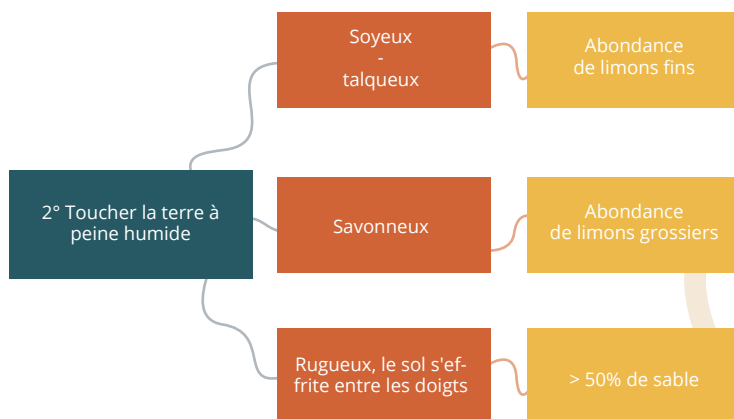 Soyeux
-
talqueux
Abondance
de limons fins
2° Toucher la terre à
peine humide
Savonneux
Abondance
de limons grossiers
Rugueux, le sol s'ef-
frite entre les doigts
> 50% de sable